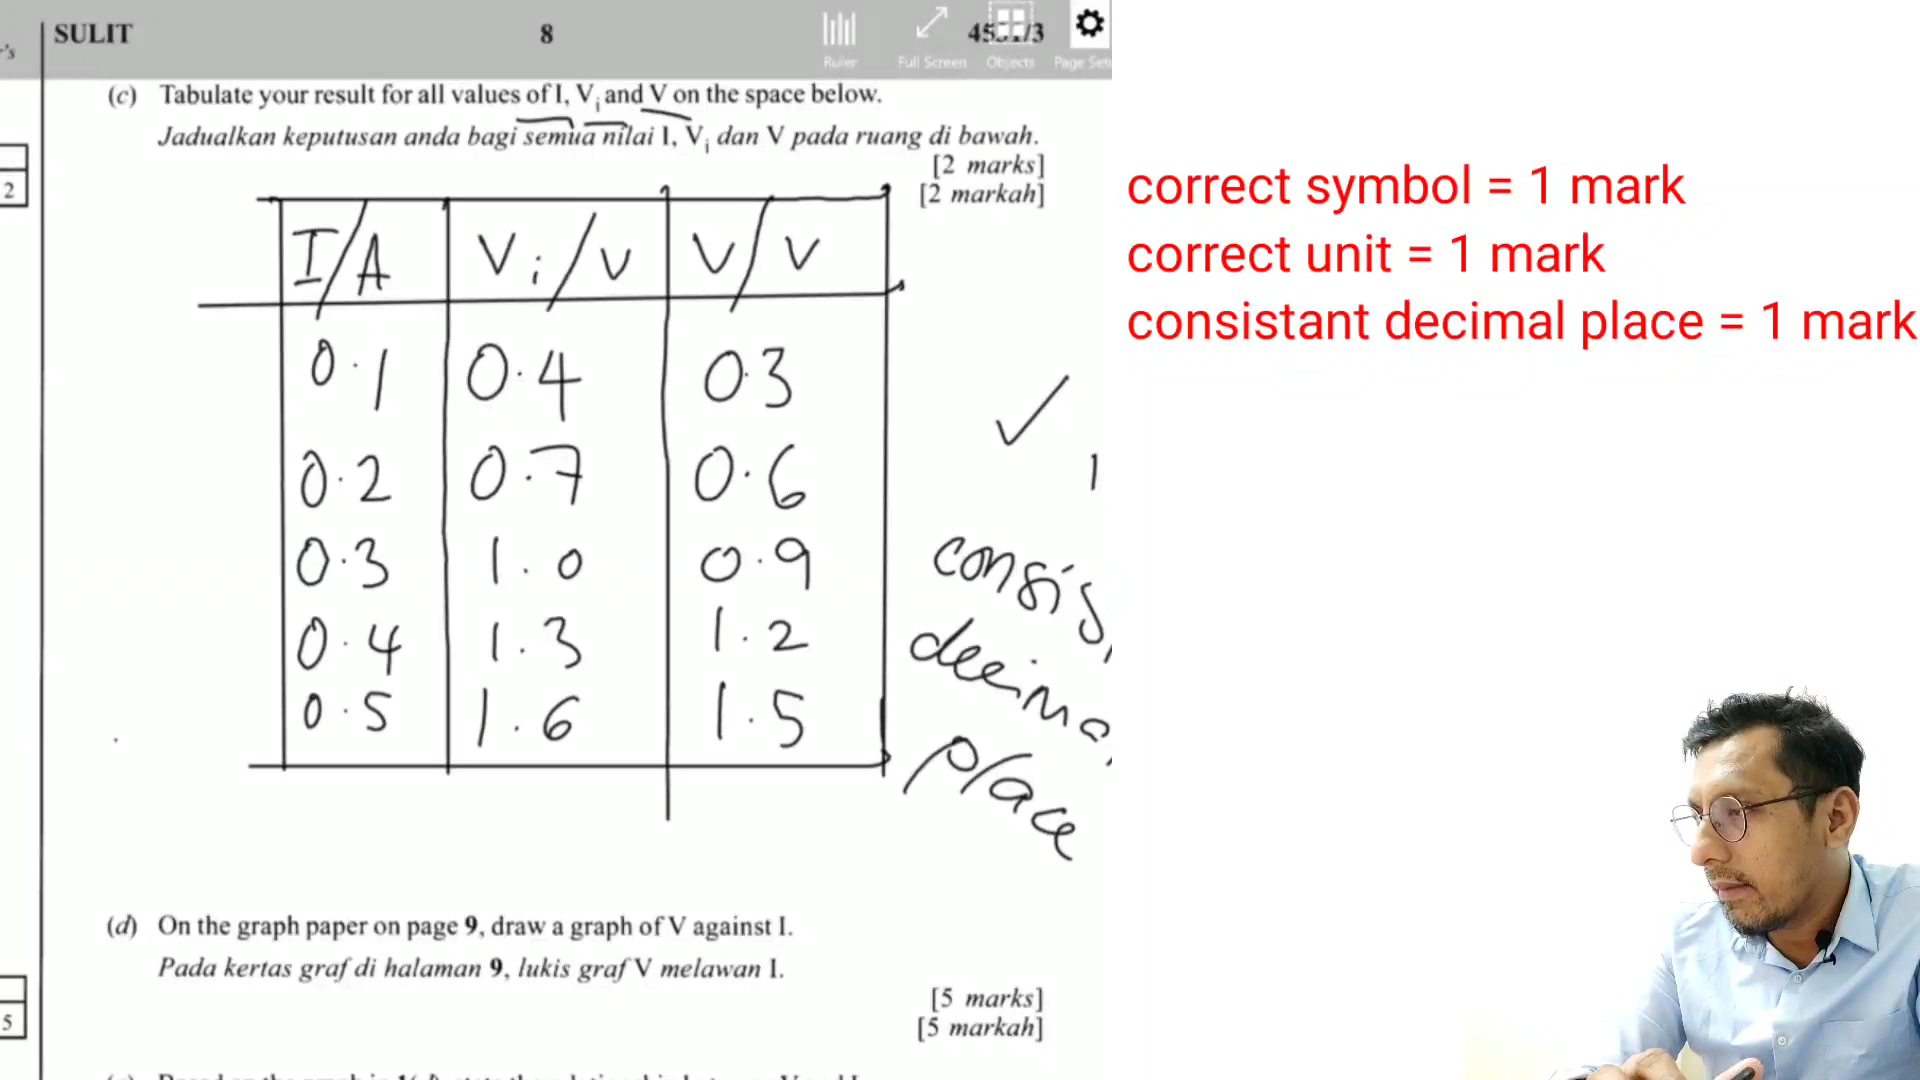 SULIT 8
Ruler Full Screen Objects
(c) Tabulate your result for all values of I, Vi and V on the space below.
Jadualkan keputusan anda bagi semua nilai I, Vi dan V pada ruang di bawah.
[2 marks]
[2 markah]
2
I/A Vi/V V/V
0.1 0.4 0.3
0.2 0.7 0.6
0.3 1.0 0.9
0.4 1.3 1.2
0.5 1.6 1.5
✓ 1
place
(d) On the graph paper on page 9, draw a graph of V against I.
Pada kertas graf di halaman 9, lukis graf V melawan I.
[5 marks]
[5 markah]
5
correct symbol = 1 mark
correct unit = 1 mark
consistant decimal place = 1 mark